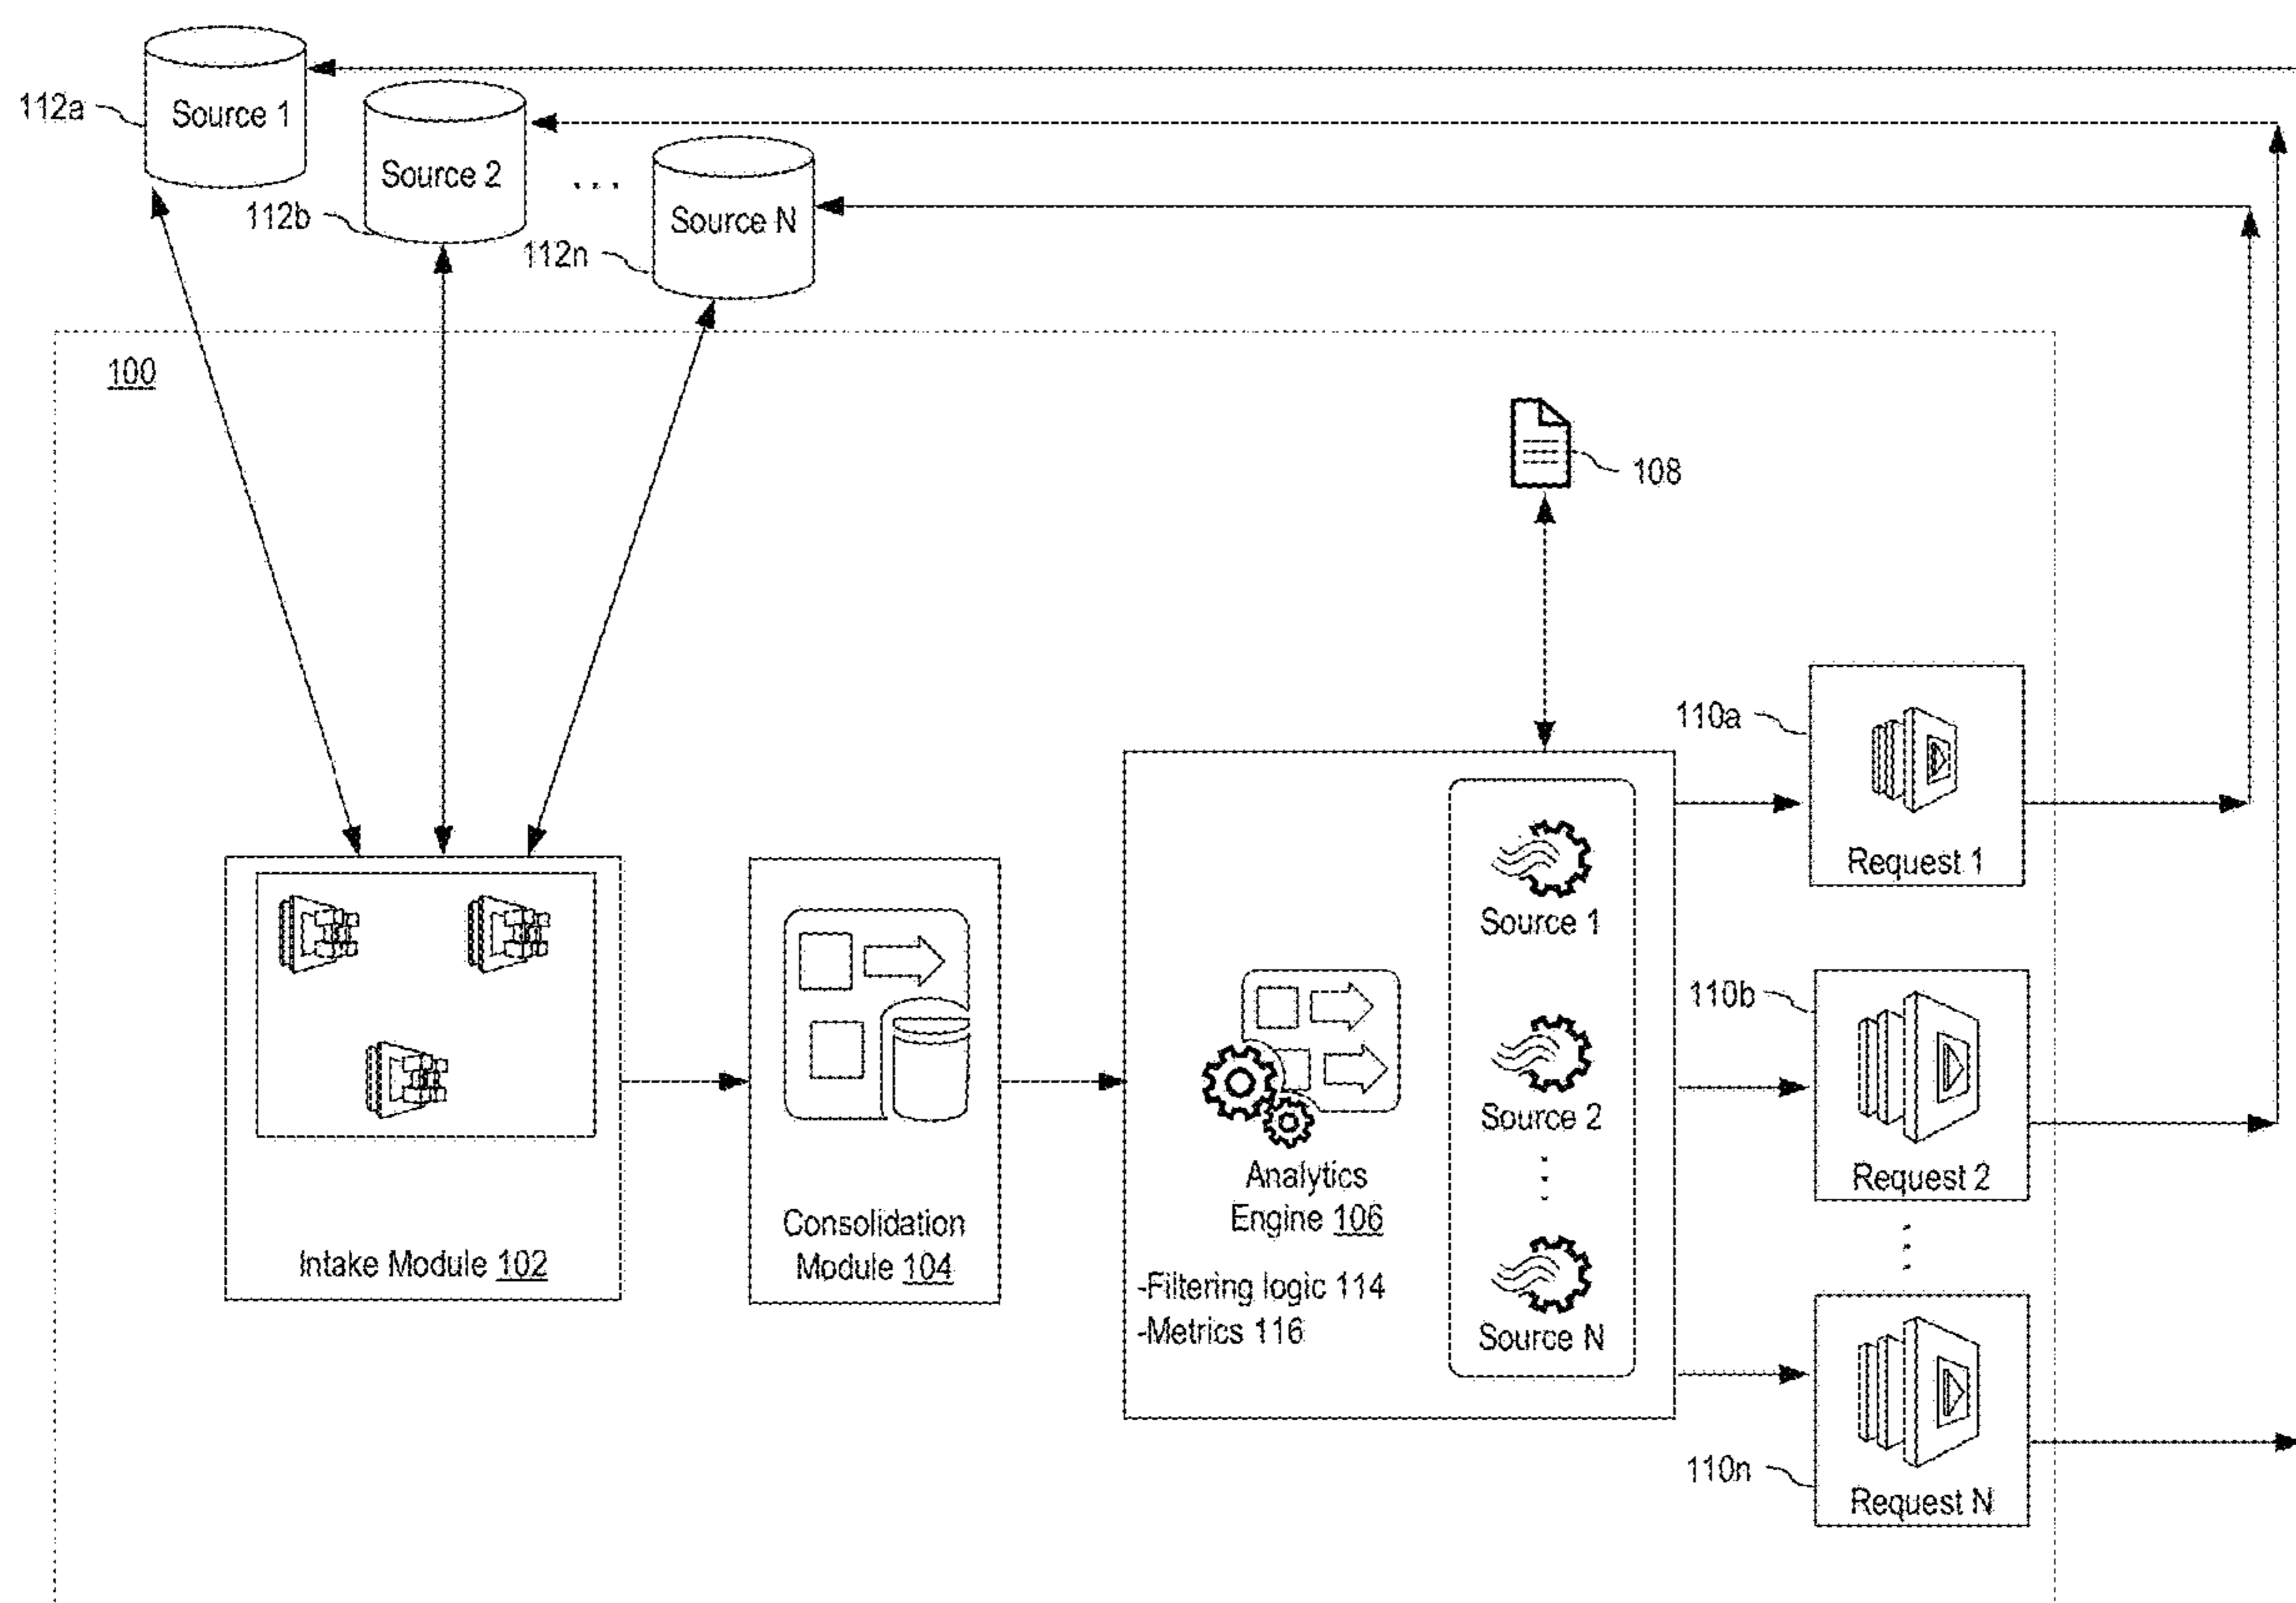 112a
Source 1
Source 2
112b
...
Source N
112n
100
108
110a
Request 1
Source 1
110b
Source 2
Request 2
Analytics
Engine 106
-Filtering logic 114
-Metrics 116
Source N
Consolidation
Module 104
Intake Module 102
110n
Request N